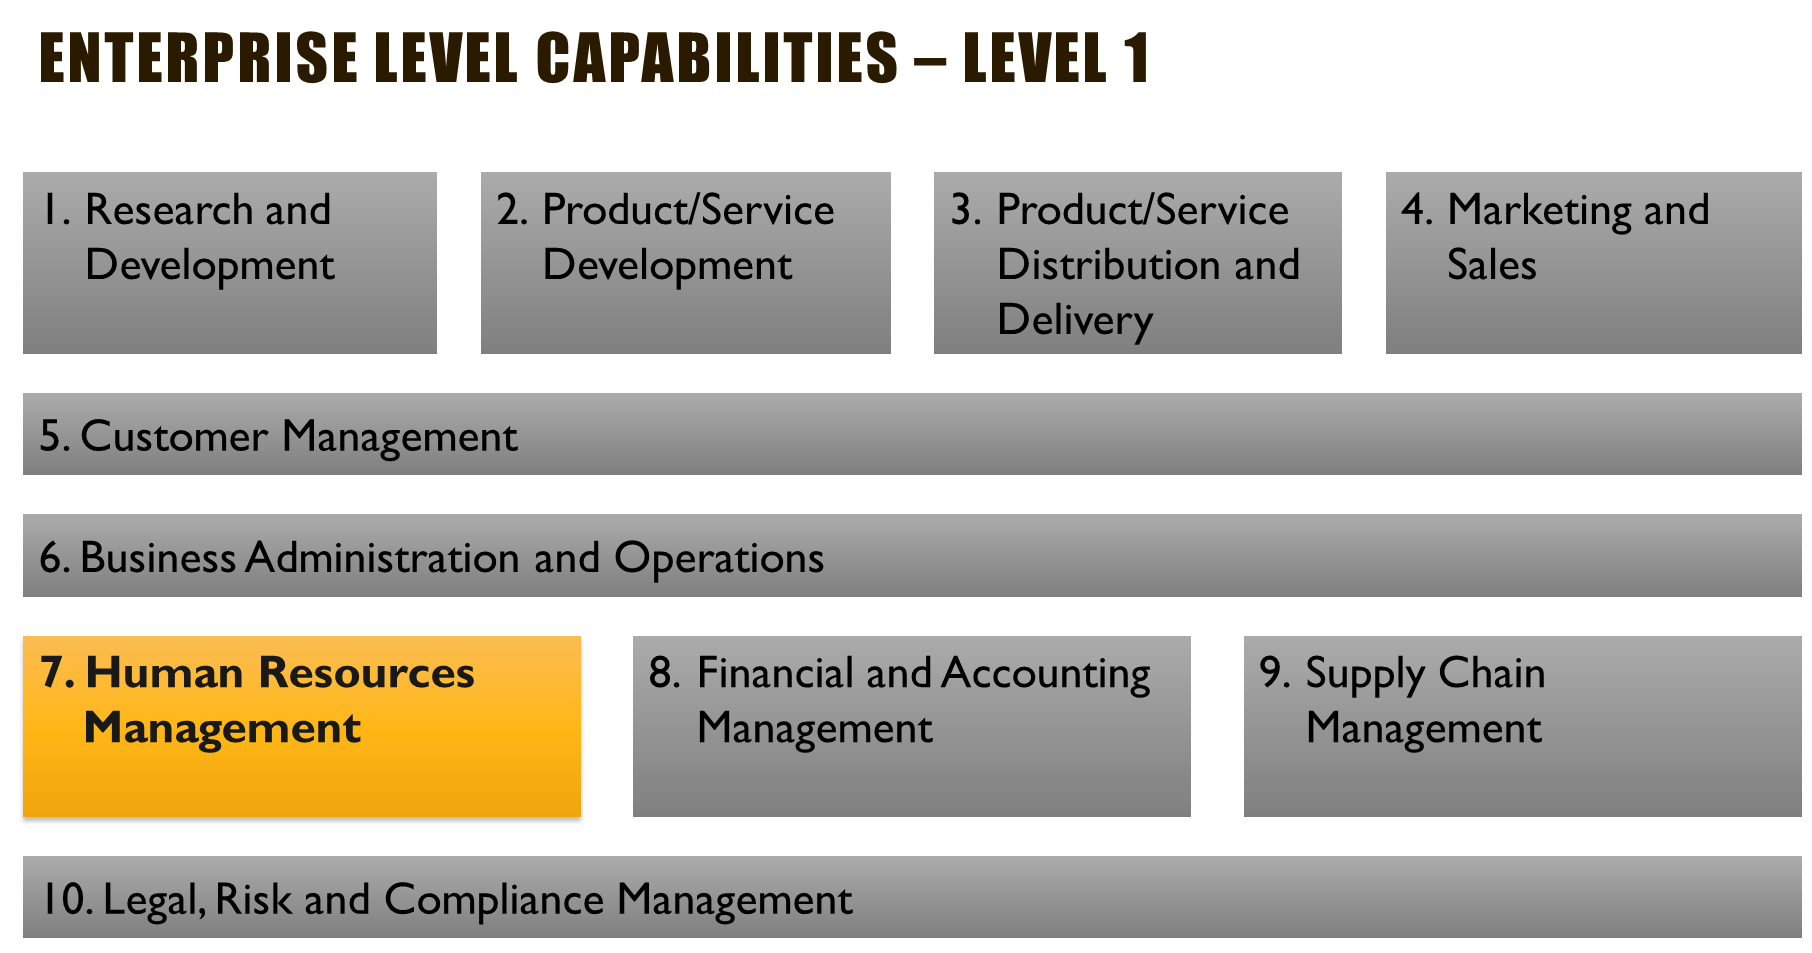 ENTERPRISE LEVEL CAPABILITIES – LEVEL 1
1. Research and
Development
2. Product/Service
Development
3. Product/Service
Distribution and
Delivery
4. Marketing and
Sales
5. Customer Management
6. Business Administration and Operations
7. Human Resources
Management
8. Financial and Accounting
Management
9. Supply Chain
Management
10. Legal, Risk and Compliance Management